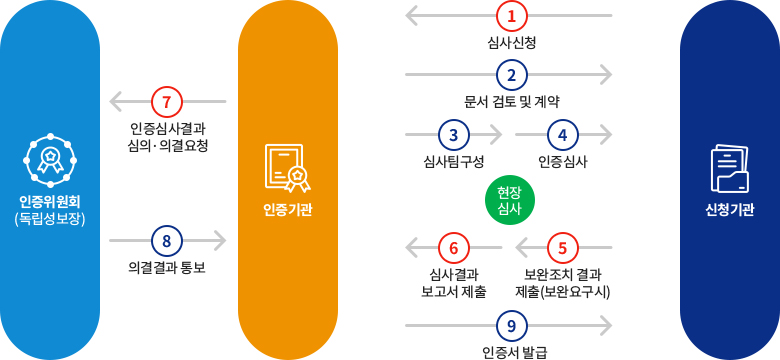 1
심사신청
2
문서 검토 및 계약
3
심사팀구성
4
인증심사
현장
심사
5
보완조치 결과
제출(보완요구시)
6
심사결과
보고서 제출
7
인증심사결과
심의·의결요청
8
의결결과 통보
9
인증서 발급
인증위원회
(독립성보장)
인증기관
신청기관